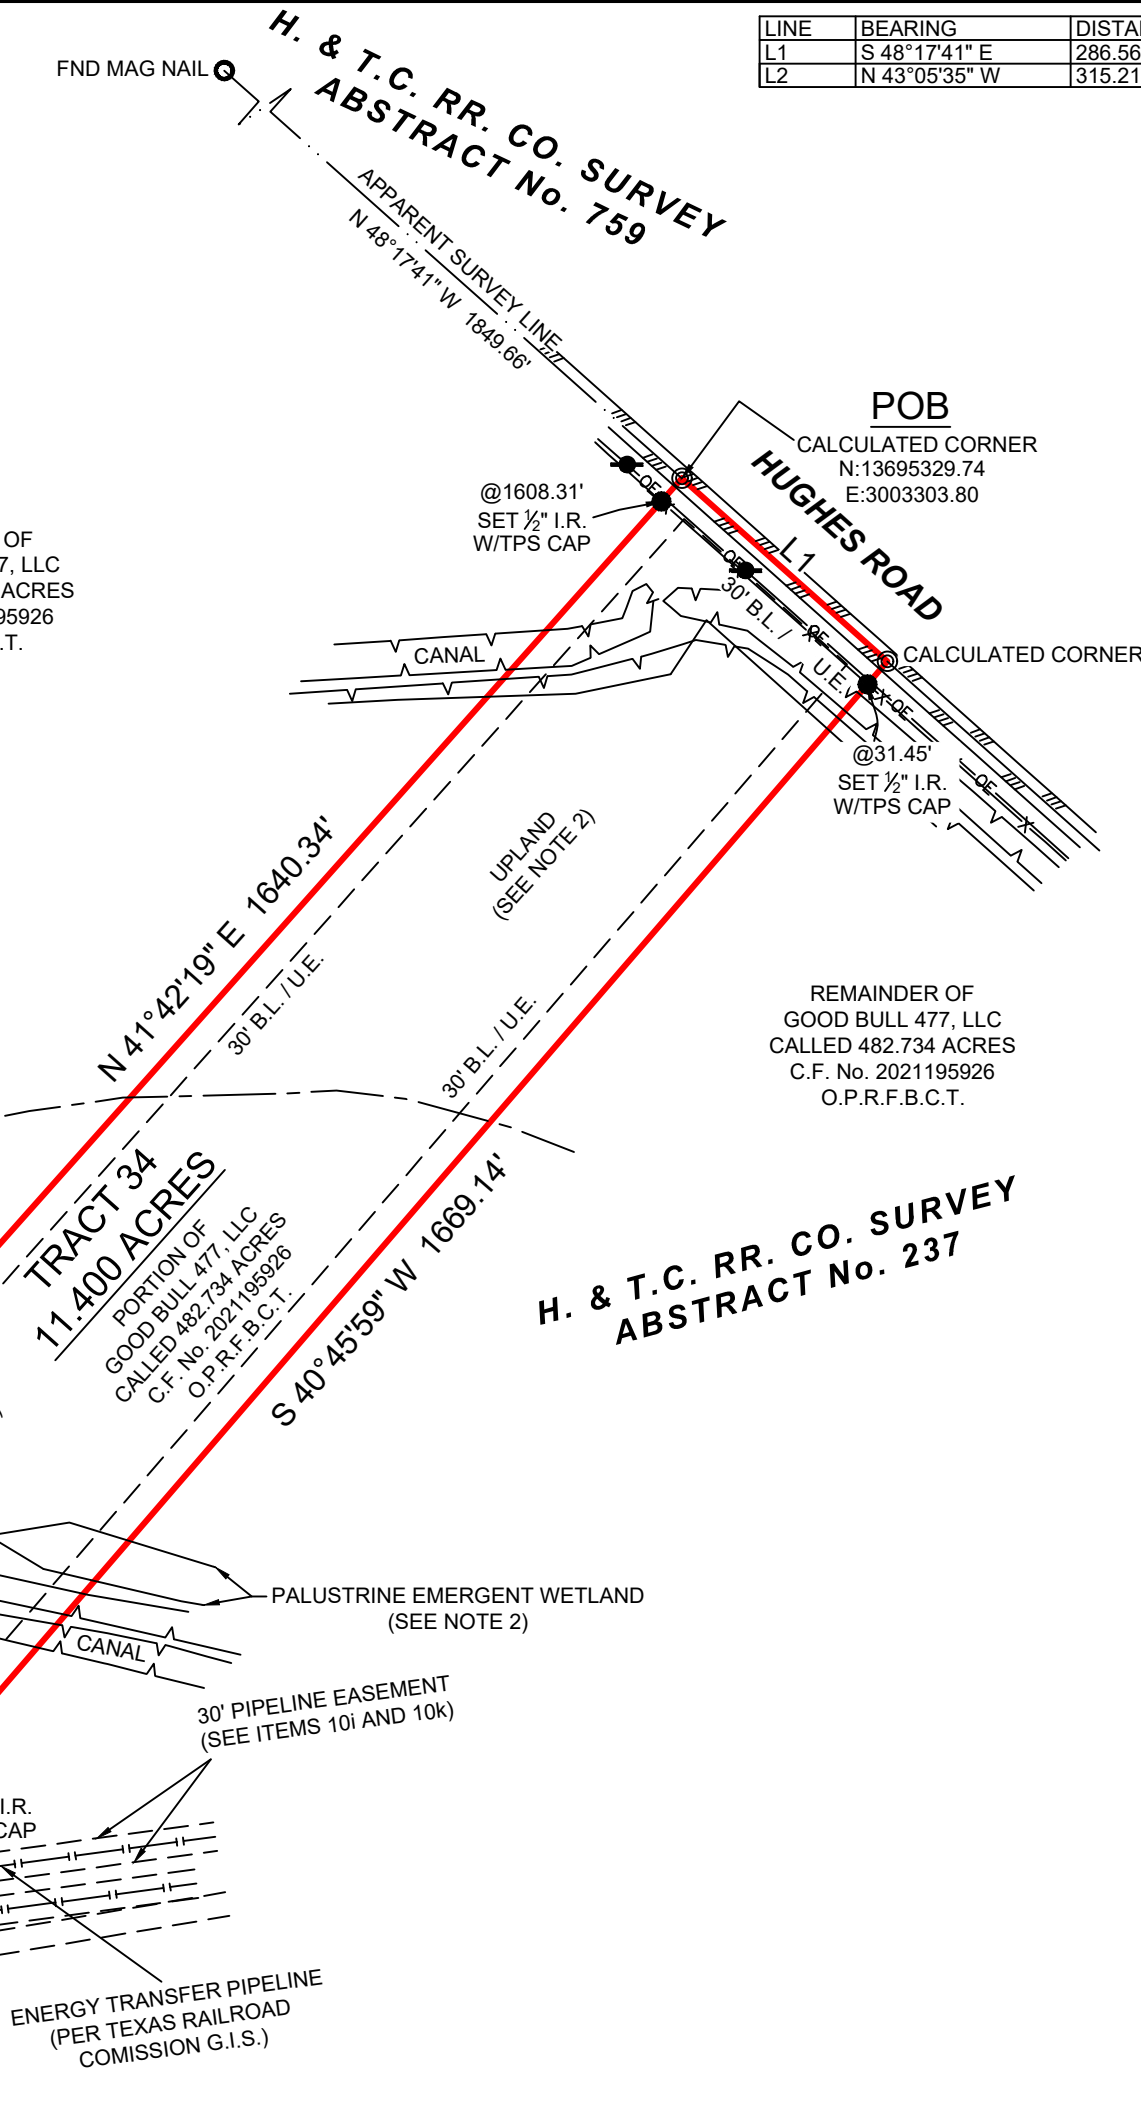 LINE BEARING
L1 S 48°17'41" E 286.56
L2 N 43°05'35" W 315.21
FND MAG NAIL
H. & T.C. RR. CO. SURVEY
ABSTRACT No. 759
APPARENT SURVEY LINE
N 48°17'41" W 1849.66'
POB
CALCULATED CORNER
N:13695329.74
E:3003303.80
HUGHES ROAD
L1
@1608.31'
SET ½" I.R.
W/TPS CAP
OF
7, LLC
ACRES
95926
.T.
OE
OE
30' B.L. / U.E.
OE
X
CANAL
CALCULATED CORNER
X
OE
@31.45'
SET ½" I.R.
W/TPS CAP
OE
X
UPLAND
(SEE NOTE 2)
N 41°42'19" E 1640.34'
30' B.L. / U.E.
30' B.L. / U.E.
REMAINDER OF
GOOD BULL 477, LLC
CALLED 482.734 ACRES
C.F. No. 2021195926
O.P.R.F.B.C.T.
TRACT 34
11.400 ACRES
PORTION OF
GOOD BULL 477, LLC
CALLED 482.734 ACRES
C.F. No. 2021195926
O.P.R.F.B.C.T.
S 40°45'59" W 1669.14'
H. & T.C. RR. CO. SURVEY
ABSTRACT No. 237
PALUSTRINE EMERGENT WETLAND
(SEE NOTE 2)
CANAL
30' PIPELINE EASEMENT
(SEE ITEMS 10i AND 10k)
I.R.
CAP
ENERGY TRANSFER PIPELINE
(PER TEXAS RAILROAD
COMISSION G.I.S.)